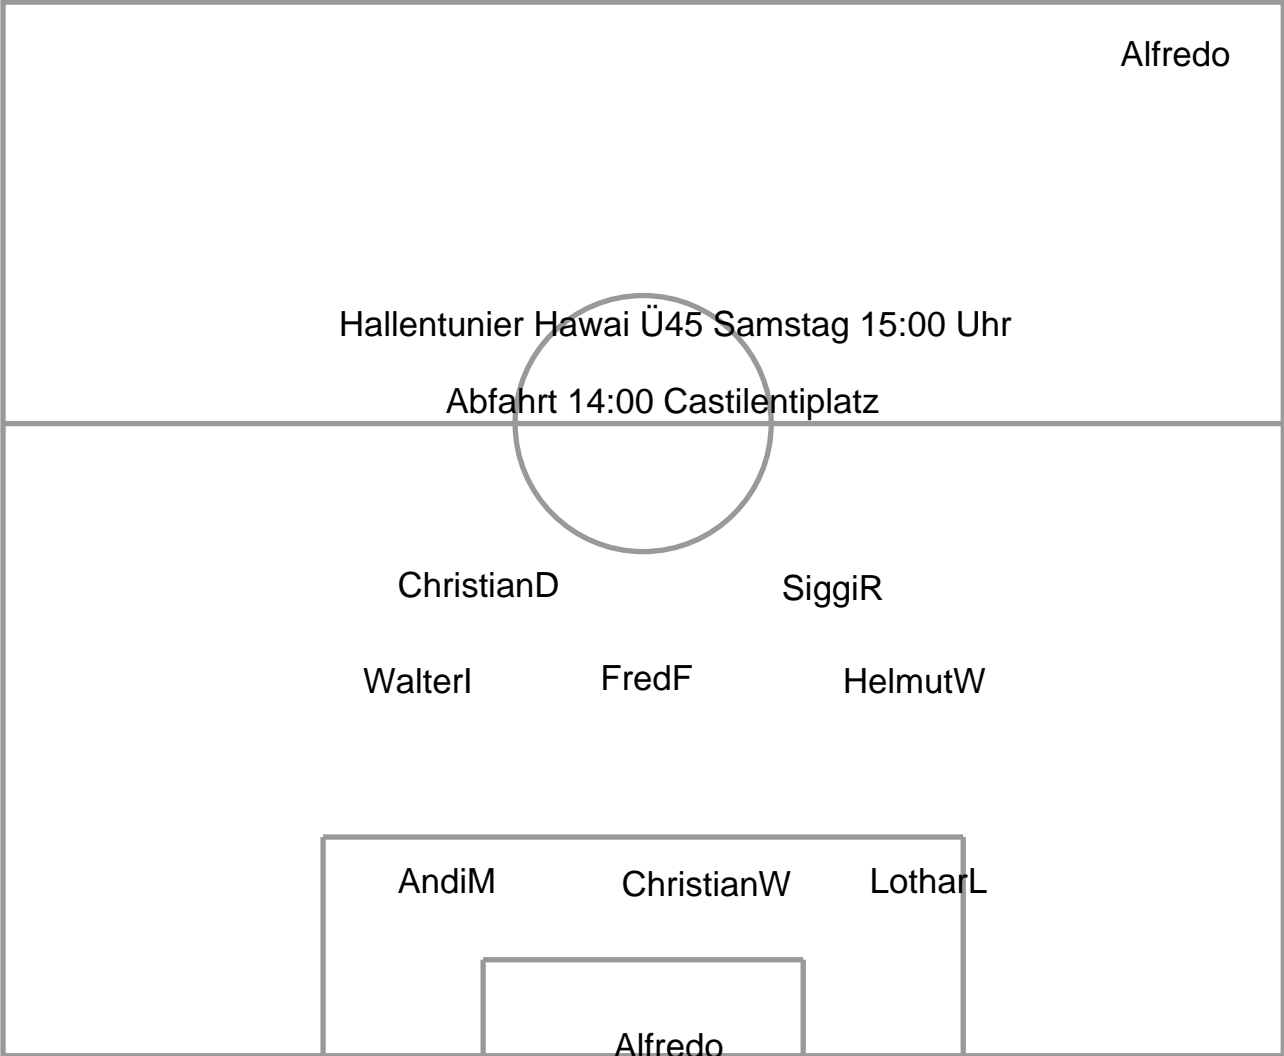 Alfredo
Hallentunier Hawai Ü45 Samstag 15:00 Uhr
Abfahrt 14:00 Castilentiplatz
ChristianD SiggiR
WalterI FredF HelmutW
AndiM ChristianW LotharL
Alfredo